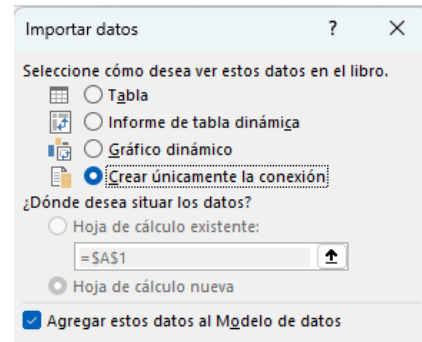 Importar datos ? ×
Seleccione cómo desea ver estos datos en el libro.
Tabla
Informe de tabla dinámica
Gráfico dinámico
Crear únicamente la conexión
¿Dónde desea situar los datos?
Hoja de cálculo existente:
=$A$1
Hoja de cálculo nueva
Agregar estos datos al Modelo de datos